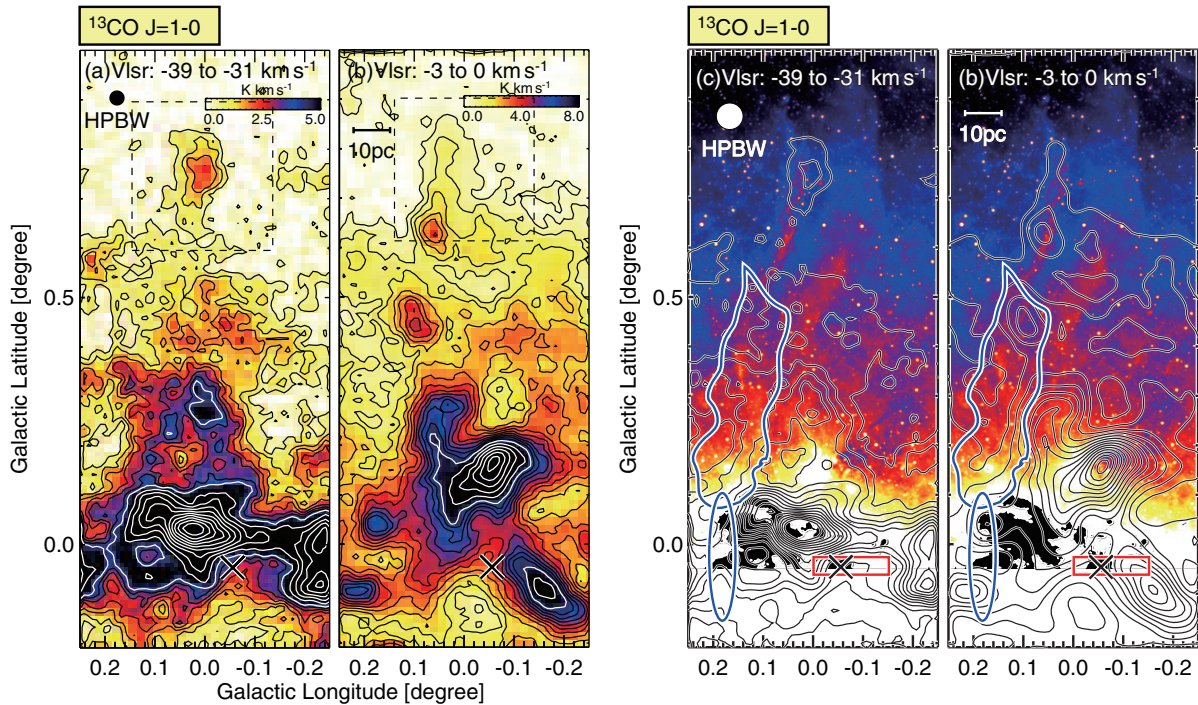 ¹³CO J=1-0
(a)Vlsr: -39 to -31 km s⁻¹
K km s⁻¹
0.0 2.5 5.0
HPBW
(b)Vlsr: -3 to 0 km s⁻¹
K km s⁻¹
0.0 4.0 8.0
10pc
Galactic Latitude [degree]
0.5
0.0
0.2 0.1 0.0 -0.1 -0.2
0.2 0.1 0.0 -0.1 -0.2
Galactic Longitude [degree]
¹³CO J=1-0
(c)Vlsr: -39 to -31 km s⁻¹
HPBW
(b)Vlsr: -3 to 0 km s⁻¹
10pc
Galactic Latitude [degree]
0.5
0.0
0.2 0.1 0.0 -0.1 -0.2
0.2 0.1 0.0 -0.1 -0.2